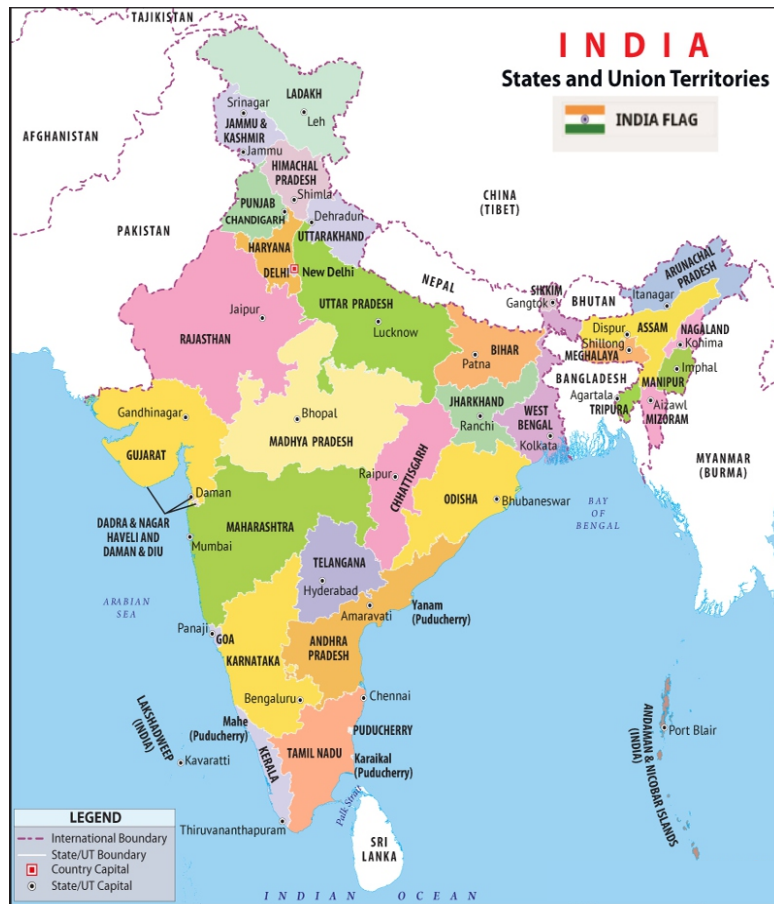 TAJIKISTAN
INDIA
States and Union Territories
INDIA FLAG
AFGHANISTAN
LADAKH
Srinagar
Leh
JAMMU &
KASHMIR
Jammu
HIMACHAL
PRADESH
Shimla
PUNJAB
CHANDIGARH
Dehradun
UTTARAKHAND
CHINA
(TIBET)
PAKISTAN
HARYANA
DELHI
New Delhi
NEPAL
SIKKIM
Gangtok
BHUTAN
ARUNACHAL
PRADESH
Itanagar
Jaipur
RAJASTHAN
UTTAR PRADESH
Lucknow
BIHAR
Patna
Dispur
ASSAM
NAGALAND
Shillong
Kohima
MEGHALAYA
Imphal
BANGLADESH
MANIPUR
Agartala
TRIPURA
Aizawl
MIZORAM
Gandhinagar
GUJARAT
Bhopal
MADHYA PRADESH
JHARKHAND
Ranchi
WEST
BENGAL
Kolkata
MYANMAR
(BURMA)
Raipur
CHHATTISGARH
ODISHA
Bhubaneswar
BAY
OF
BENGAL
Daman
DADRA & NAGAR
HAVELI AND
DAMAN & DIU
MAHARASHTRA
Mumbai
TELANGANA
Hyderabad
ARABIAN
SEA
Amaravati
Yanam
(Puducherry)
Panaji
GOA
KARNATAKA
ANDHRA
PRADESH
Bengaluru
Chennai
LAKSHADWEEP
(INDIA)
Kavaratti
Mahe
(Puducherry)
KERALA
TAMIL NADU
PUDUCHERRY
Karaikal
(Puducherry)
ANDAMAN & NICOBAR ISLANDS
(INDIA)
Port Blair
Palk Strait
Thiruvananthapuram
SRI
LANKA
LEGEND
International Boundary
State/UT Boundary
Country Capital
State/UT Capital
INDIAN OCEAN